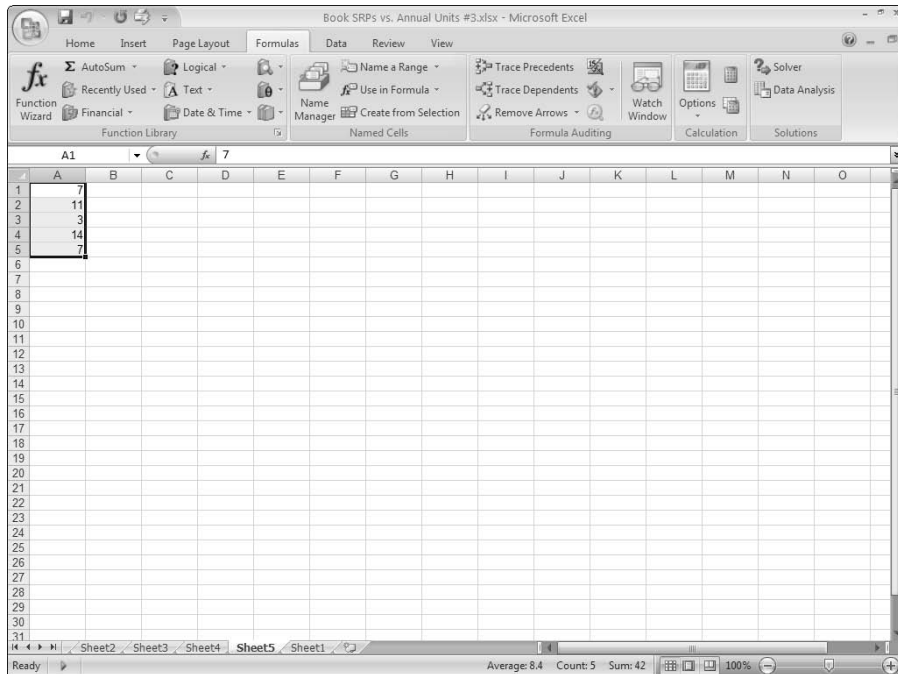 Book SRPs vs. Annual Units #3.xlsx - Microsoft Excel
Home Insert Page Layout Formulas Data Review View
fx Function Wizard
Σ AutoSum
Recently Used
Financial
Logical
Text
Date & Time
Function Library
Name Manager
Name a Range
Use in Formula
Create from Selection
Named Cells
Trace Precedents
Trace Dependents
Remove Arrows
Formula Auditing
Watch Window
Options
Calculation
Solver
Data Analysis
Solutions
A1 fx 7
A B C D E F G H I J K L M N O
1 7
2 11
3 3
4 14
5 7
6
7
8
9
10
11
12
13
14
15
16
17
18
19
20
21
22
23
24
25
26
27
28
29
30
31
Sheet2 Sheet3 Sheet4 Sheet5 Sheet1
Ready Average: 8.4 Count: 5 Sum: 42 100%